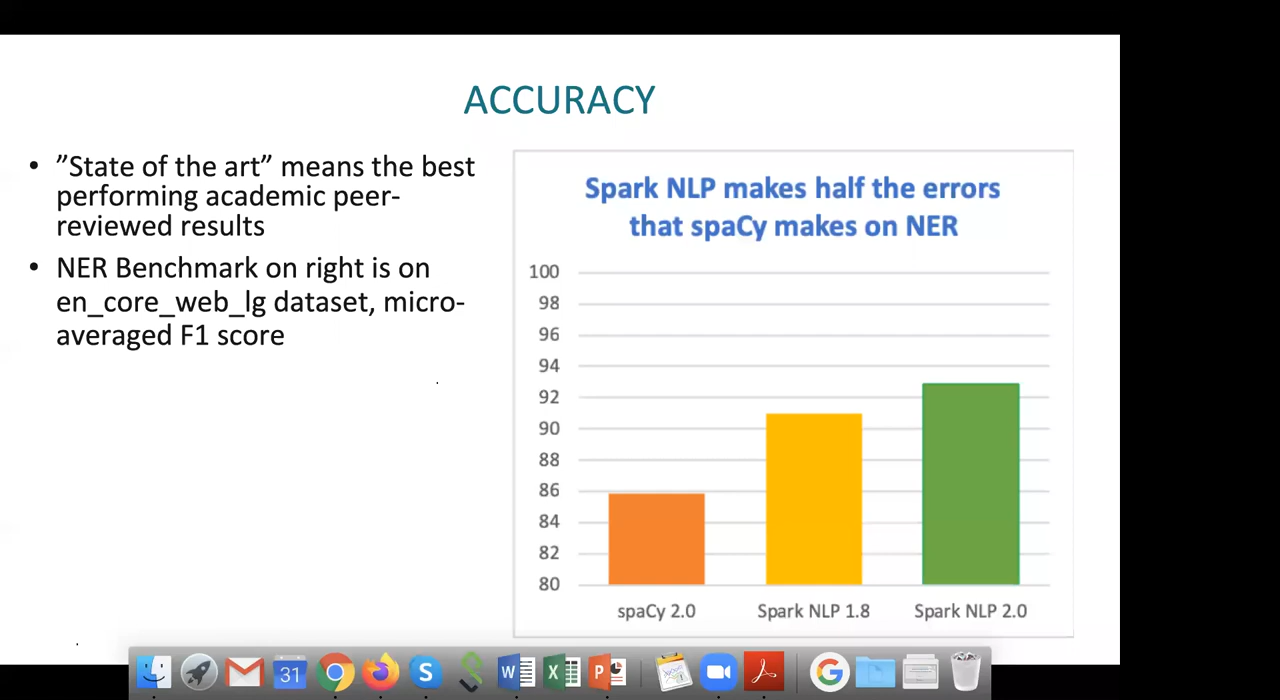 ACCURACY
• ”State of the art” means the best
performing academic peer-
reviewed results
• NER Benchmark on right is on
en_core_web_lg dataset, micro-
averaged F1 score
Spark NLP makes half the errors
that spaCy makes on NER
100
98
96
94
92
90
88
86
84
82
80
spaCy 2.0
Spark NLP 1.8
Spark NLP 2.0
31
S
W
X
P
G